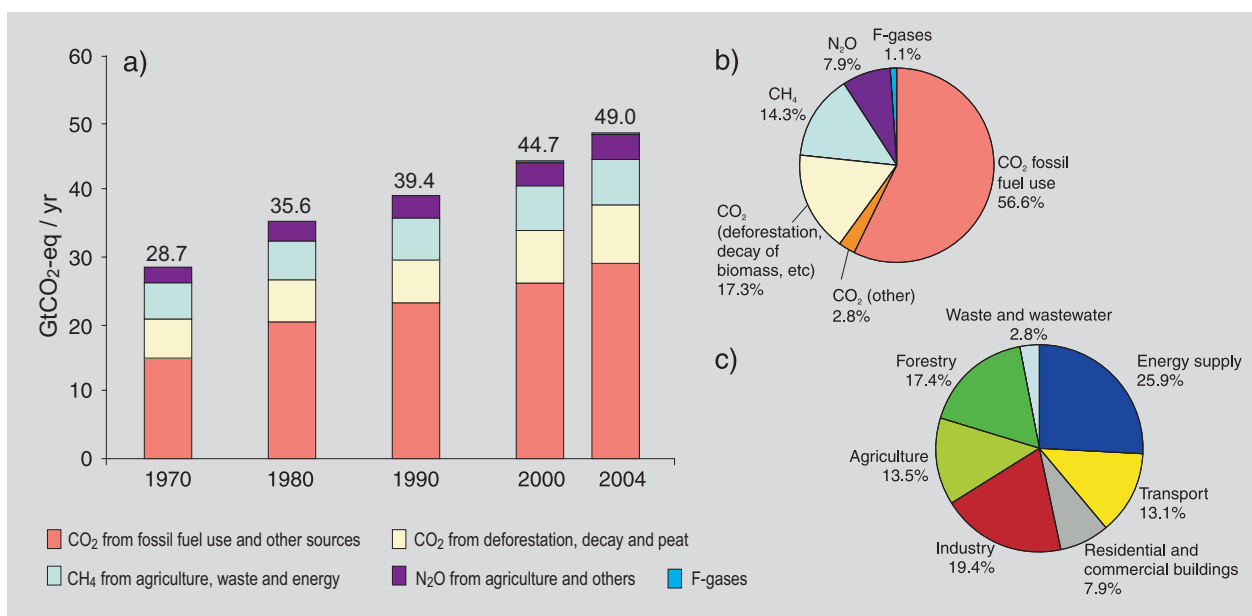 a)
GtCO₂-eq / yr
60
50
40
30
20
10
0
28.7
35.6
39.4
44.7
49.0
1970
1980
1990
2000
2004
CO₂ from fossil fuel use and other sources
CO₂ from deforestation, decay and peat
CH₄ from agriculture, waste and energy
N₂O from agriculture and others
F-gases
b)
F-gases
1.1%
N₂O
7.9%
CH₄
14.3%
CO₂ fossil
fuel use
56.6%
CO₂
(deforestation,
decay of
biomass, etc)
17.3%
CO₂ (other)
2.8%
c)
Waste and wastewater
2.8%
Forestry
17.4%
Energy supply
25.9%
Agriculture
13.5%
Transport
13.1%
Industry
19.4%
Residential and
commercial buildings
7.9%